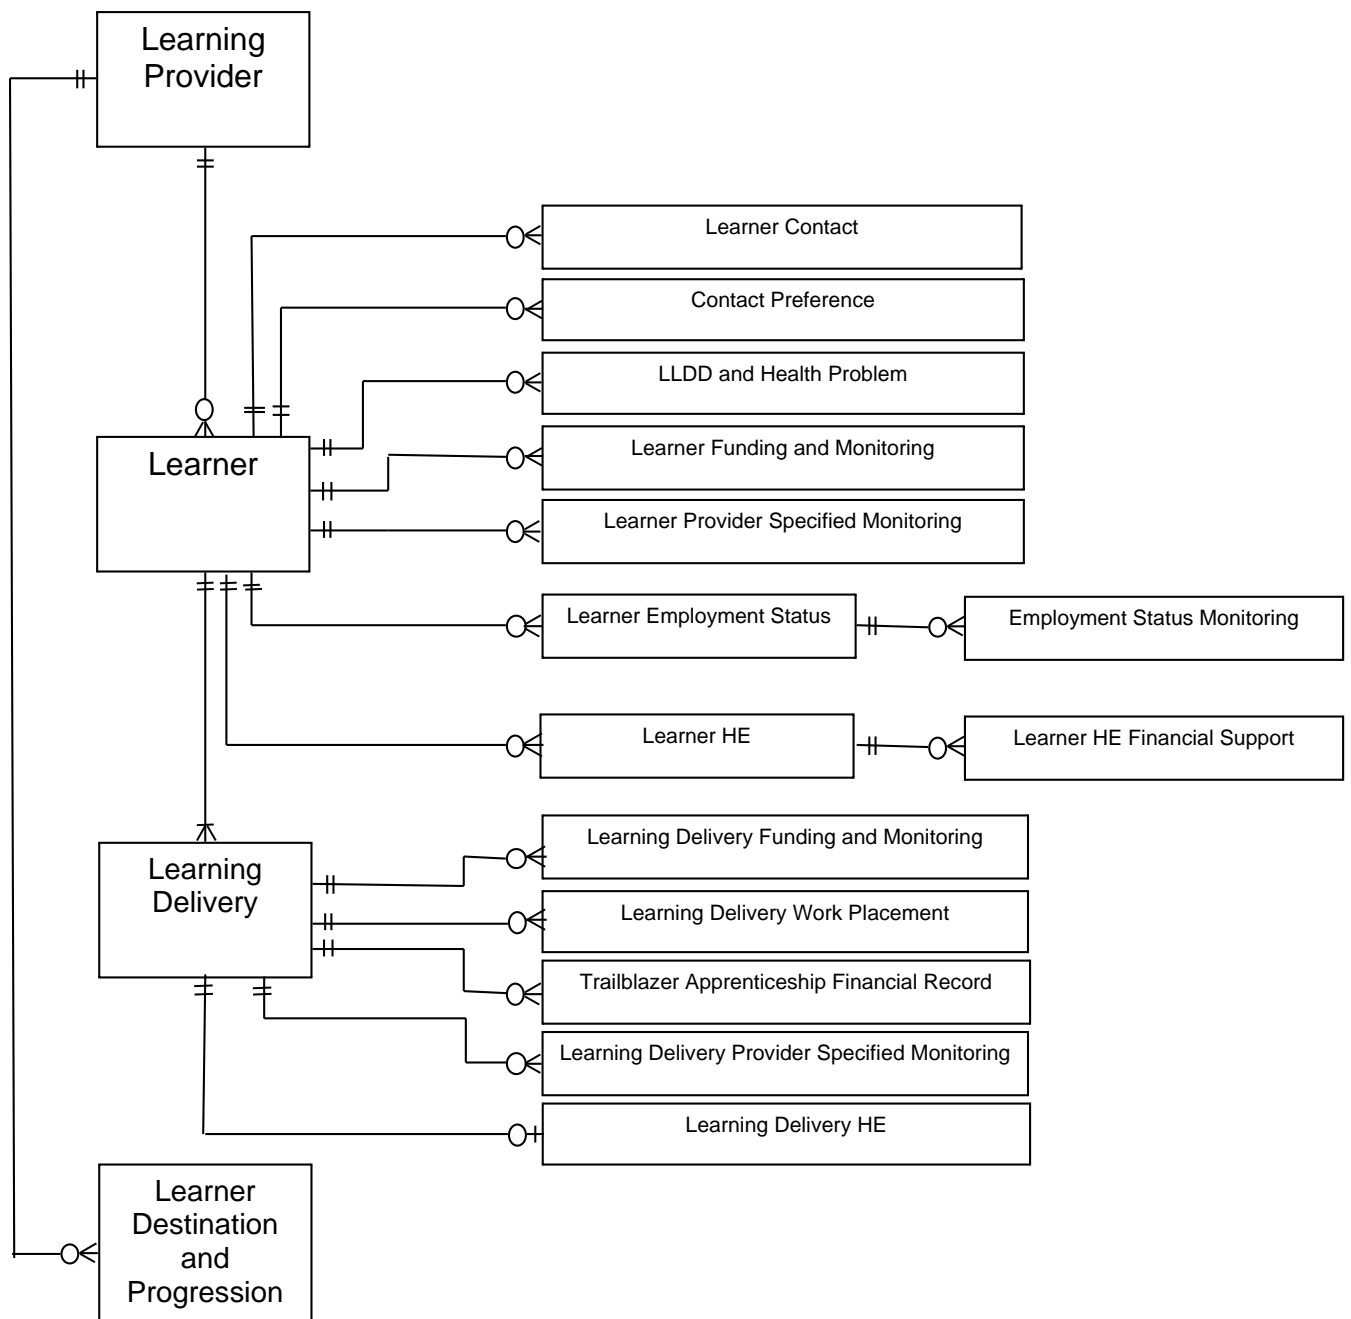 Learning
Provider
Learner Contact
Contact Preference
LLDD and Health Problem
Learner Funding and Monitoring
Learner
Learner Provider Specified Monitoring
Learner Employment Status
Employment Status Monitoring
Learner HE
Learner HE Financial Support
Learning Delivery Funding and Monitoring
Learning
Delivery
Learning Delivery Work Placement
Trailblazer Apprenticeship Financial Record
Learning Delivery Provider Specified Monitoring
Learning Delivery HE
Learner
Destination
and
Progression